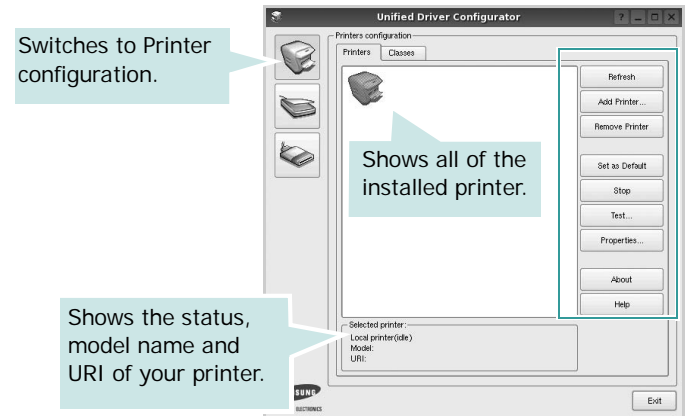 Unified Driver Configurator
Switches to Printer
configuration.
Printers configuration
Printers
Classes
Shows all of the
installed printer.
Refresh
Add Printer...
Remove Printer
Set as Default
Stop
Test...
Properties...
About
Help
Shows the status,
model name and
URI of your printer.
Selected printer:
Local printer(idle)
Model:
URI:
SUNG
ELECTRONICS
Exit